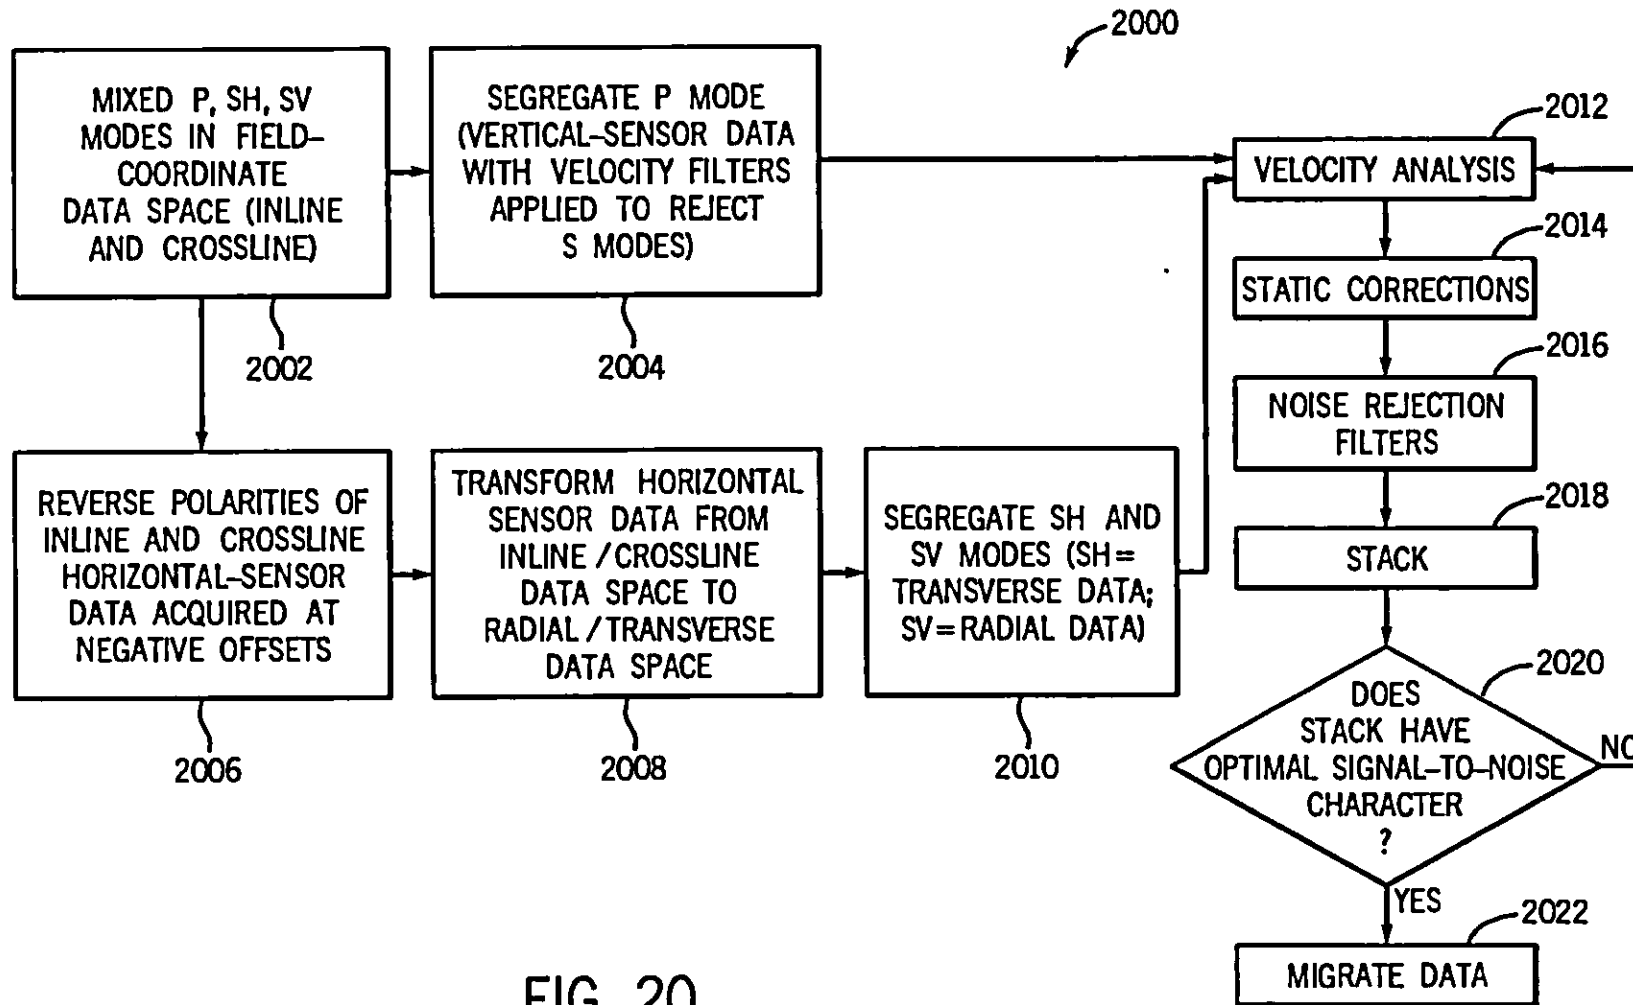 2000
MIXED P, SH, SV
MODES IN FIELD-
COORDINATE
DATA SPACE (INLINE
AND CROSSLINE)
2002
SEGREGATE P MODE
(VERTICAL-SENSOR DATA
WITH VELOCITY FILTERS
APPLIED TO REJECT
S MODES)
2004
REVERSE POLARITIES OF
INLINE AND CROSSLINE
HORIZONTAL-SENSOR
DATA ACQUIRED AT
NEGATIVE OFFSETS
2006
TRANSFORM HORIZONTAL
SENSOR DATA FROM
INLINE/CROSSLINE
DATA SPACE TO
RADIAL/TRANSVERSE
DATA SPACE
2008
SEGREGATE SH AND
SV MODES (SH=
TRANSVERSE DATA;
SV=RADIAL DATA)
2010
2012
VELOCITY ANALYSIS
2014
STATIC CORRECTIONS
2016
NOISE REJECTION
FILTERS
2018
STACK
2020
DOES
STACK HAVE
OPTIMAL SIGNAL-TO-NOISE
CHARACTER
?
NO
YES
2022
MIGRATE DATA
FIG. 20